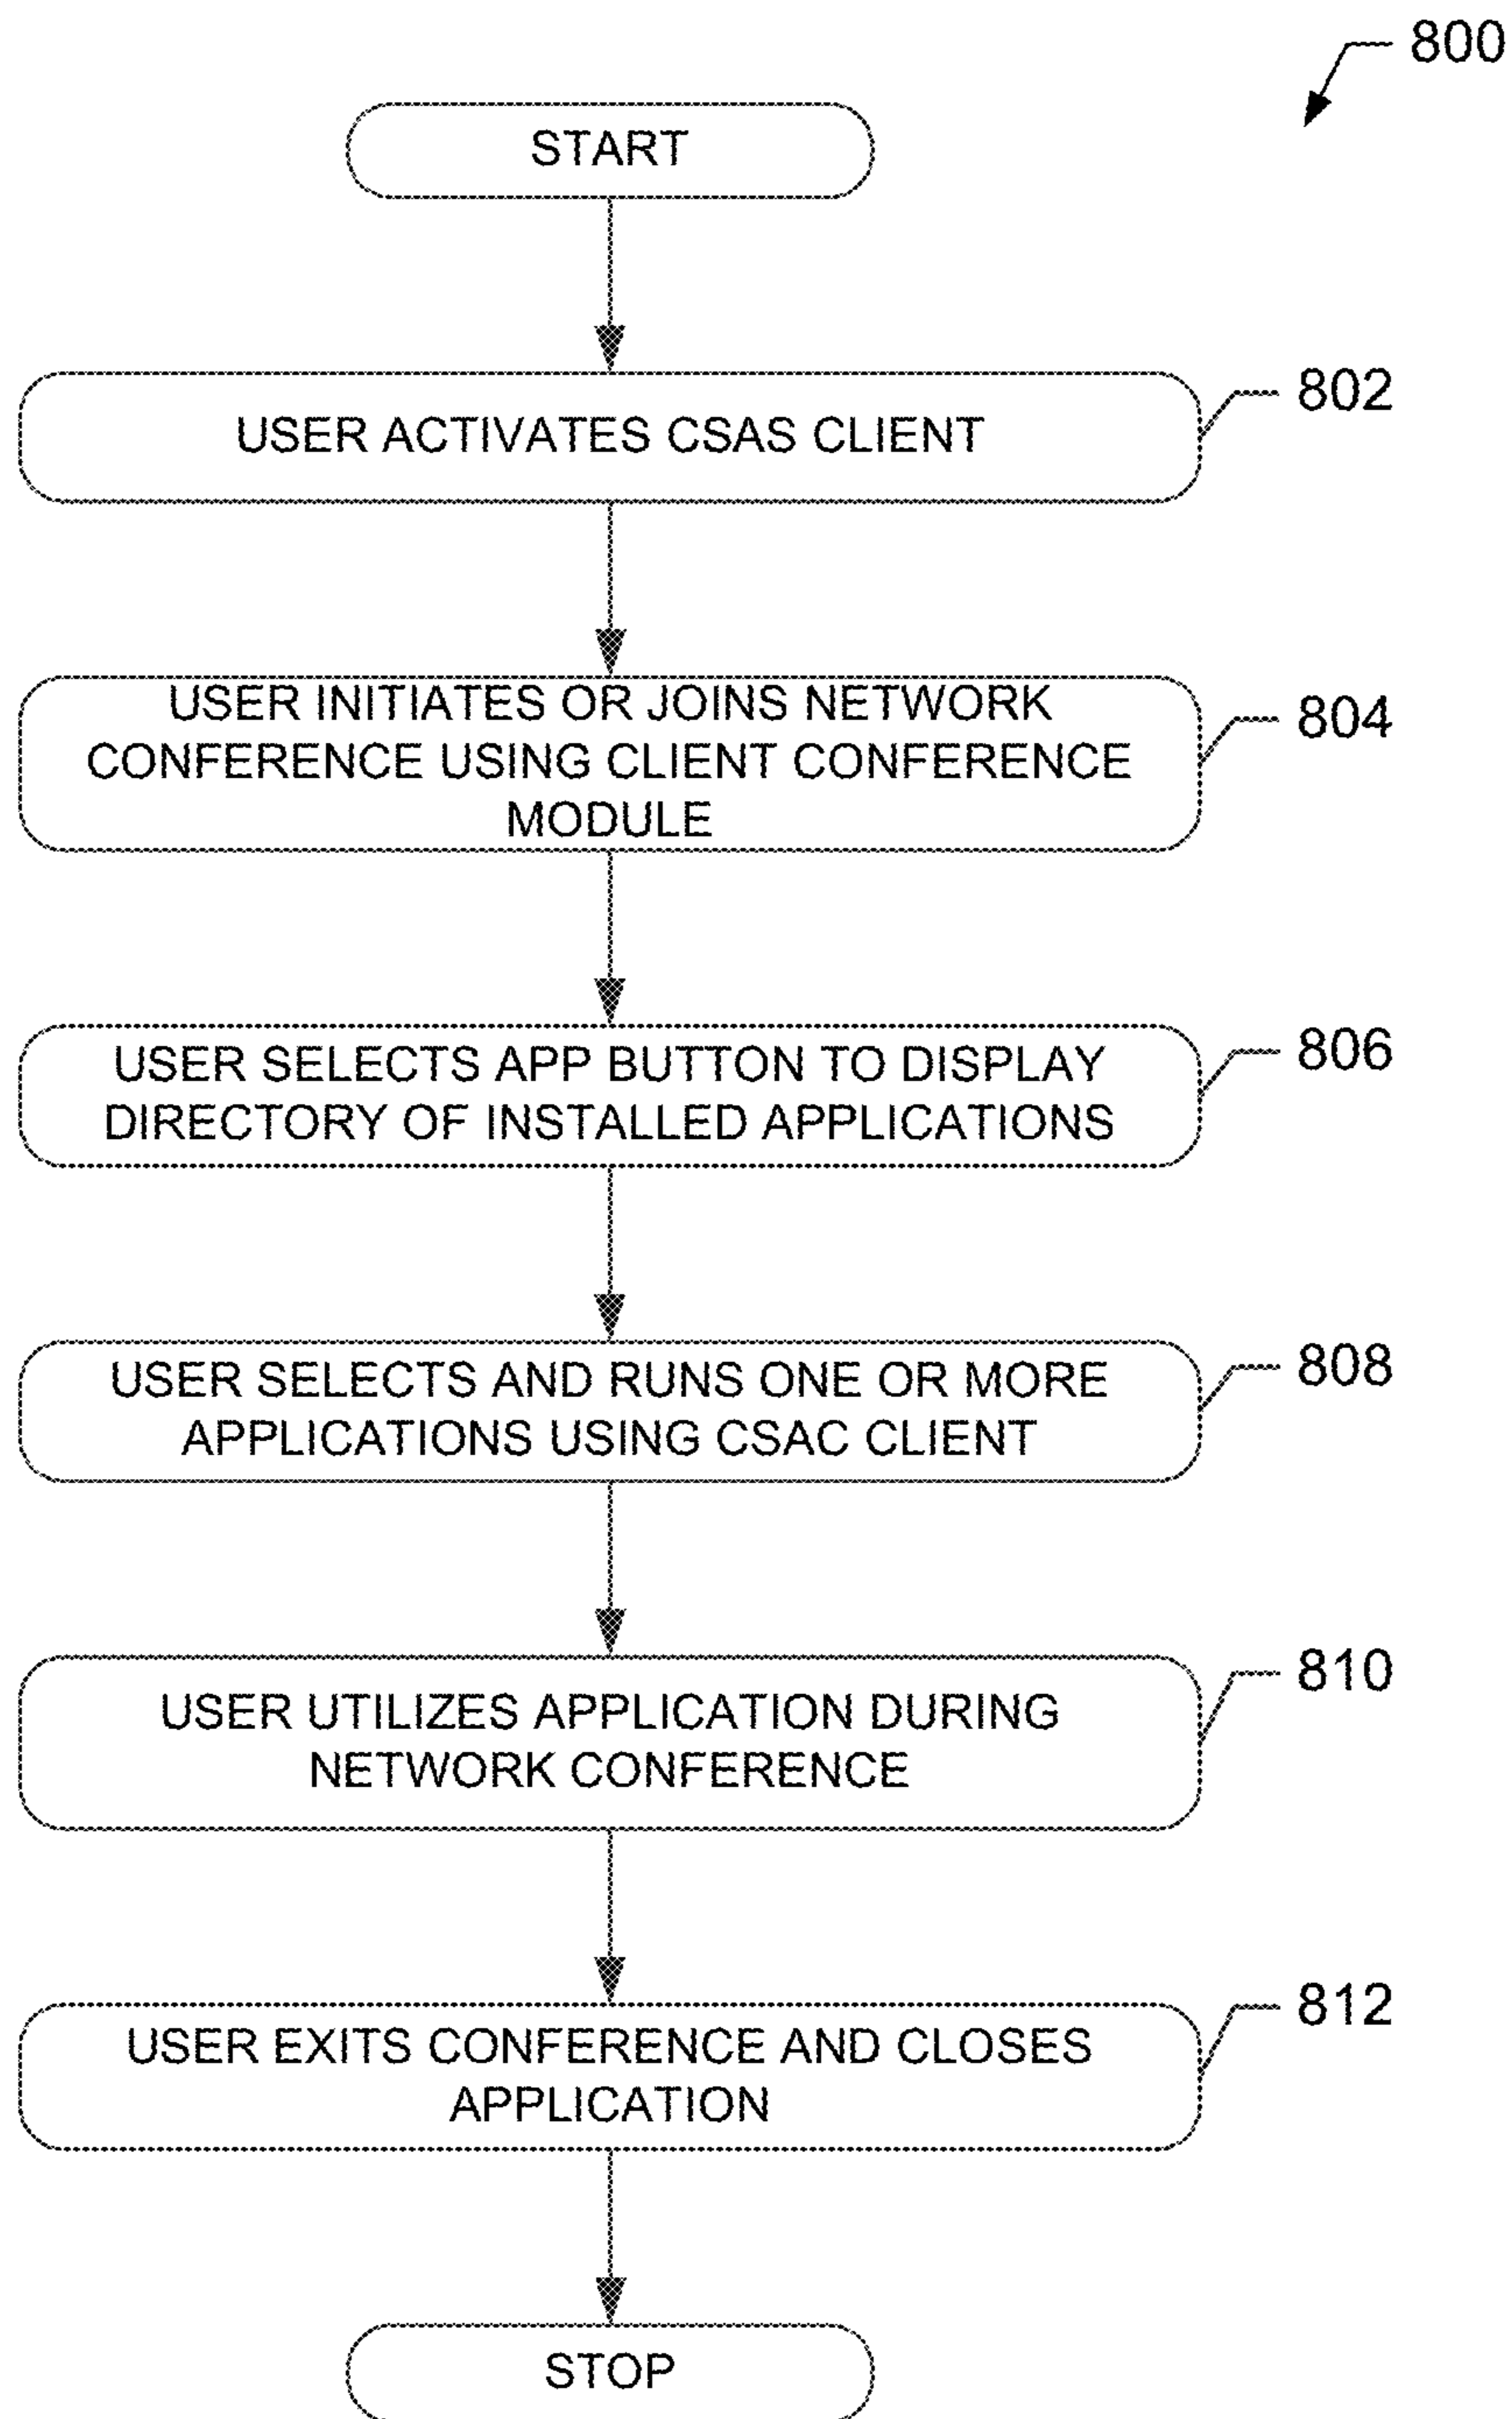 800
START
USER ACTIVATES CSAS CLIENT
802
USER INITIATES OR JOINS NETWORK
CONFERENCE USING CLIENT CONFERENCE
MODULE
804
USER SELECTS APP BUTTON TO DISPLAY
DIRECTORY OF INSTALLED APPLICATIONS
806
USER SELECTS AND RUNS ONE OR MORE
APPLICATIONS USING CSAC CLIENT
808
USER UTILIZES APPLICATION DURING
NETWORK CONFERENCE
810
USER EXITS CONFERENCE AND CLOSES
APPLICATION
812
STOP